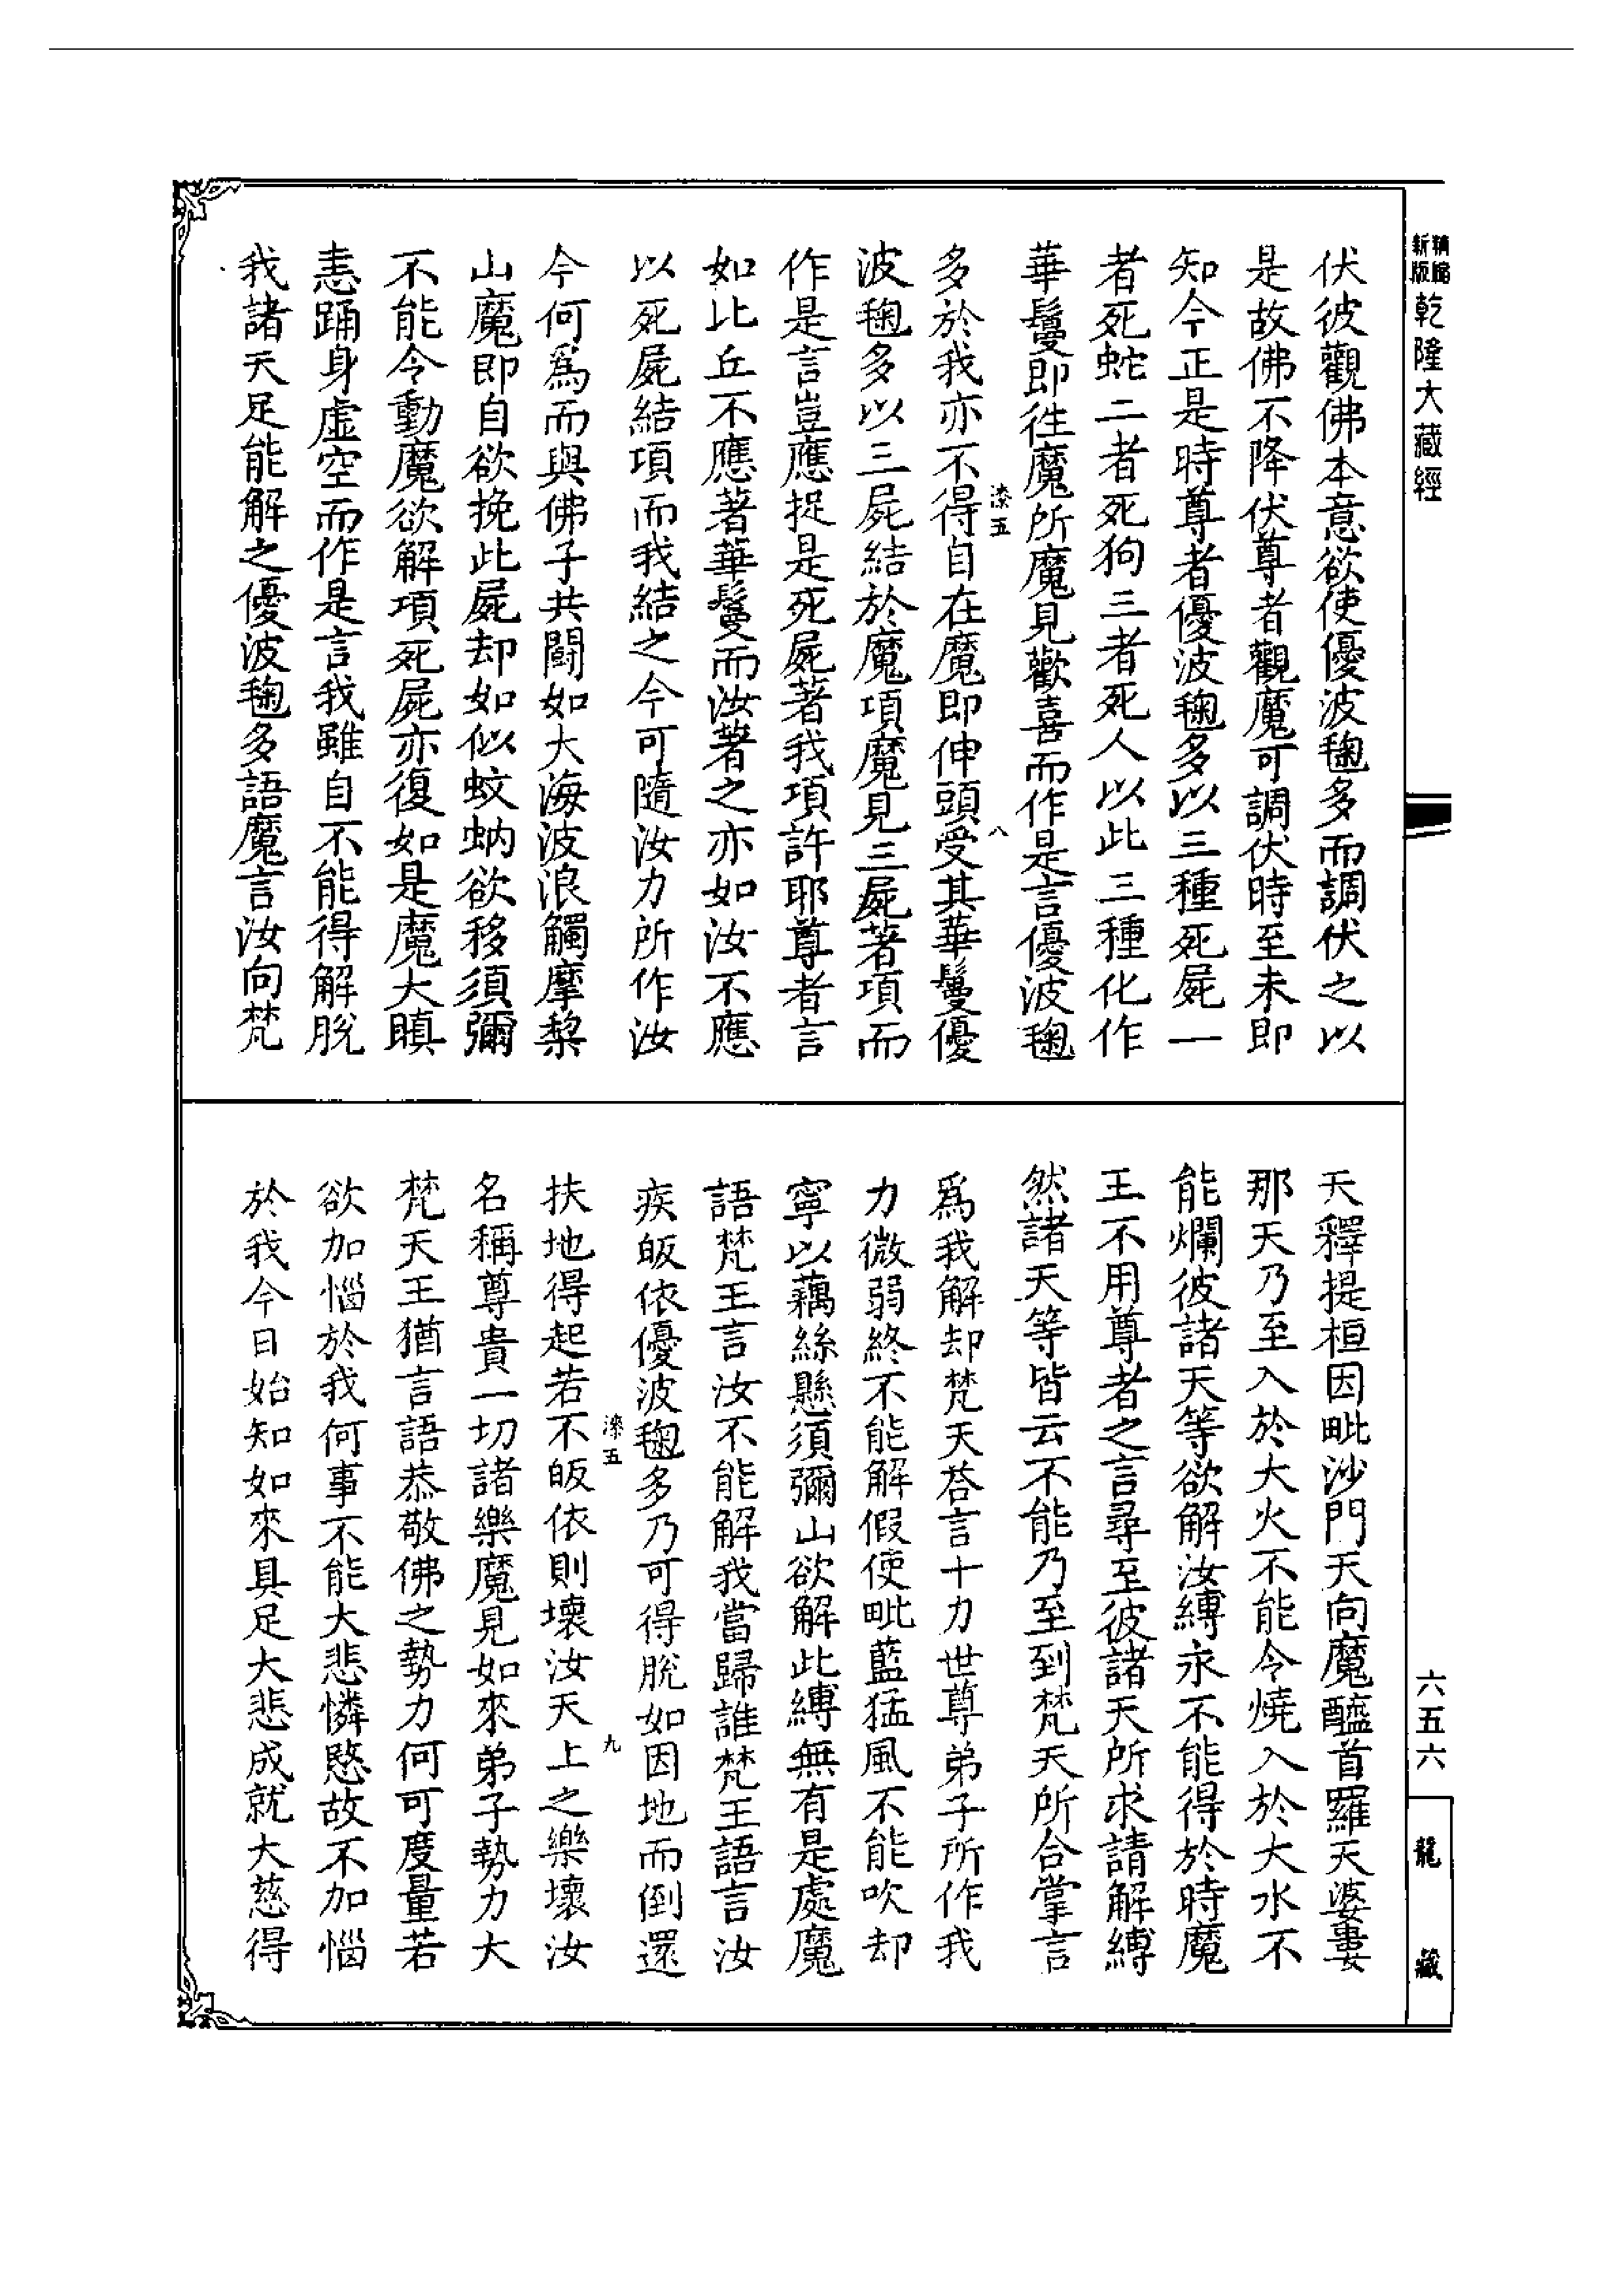 精縮新版乾隆大藏經
伏彼觀佛本意欲使優波毱多而調伏之以
是故佛不降伏尊者觀魔可調伏時至未即
知今正是時尊者優波毱多以三種死屍一
者死蛇二者死狗三者死人以此三種化作
華鬘即徃魔所魔見歡喜而作是言優波毱
多於我亦不得自在魔即伸頭受其華鬘優
漆五
八
波毱多以三屍結於魔項魔見三屍著項而
作是言豈應捉是死屍著我項許耶尊者言
如比丘不應著華鬘而汝著之亦如汝不應
以死屍結項而我結之今可隨汝力所作汝
今何爲而與佛子共鬪如大海波浪觸摩棃
山魔即自欲挽此屍却如似蚊蚋欲移須彌
不能令動魔欲解項死屍亦復如是魔大瞋
恚踊身虛空而作是言我雖自不能得解脫
我諸天足能解之優波毱多語魔言汝向梵
天釋提桓因毗沙門天向魔醯首羅天婆婁
那天乃至入於大火不能令燒入於大水不
能爛彼諸天等欲解汝縛永不能得於時魔
王不用尊者之言尋至彼諸天所求請解縛
然諸天等皆云不能乃至到梵天所合掌言
爲我解却梵天荅言十力世尊弟子所作我
力微弱終不能解假使毗藍猛風不能吹却
寧以藕絲懸須彌山欲解此縛無有是處魔
語梵王言汝不能解我當歸誰梵王語言汝
疾皈依優波毱多乃可得脫如因地而倒還
漆五
九
扶地得起若不皈依則壞汝天上之樂壞汝
名稱尊貴一切諸樂魔見如來弟子勢力大
梵天王猶言語恭敬佛之勢力何可度量若
欲加惱於我何事不能大悲憐愍故不加惱
於我今日始知如來具足大悲成就大慈得
六五六
龍藏